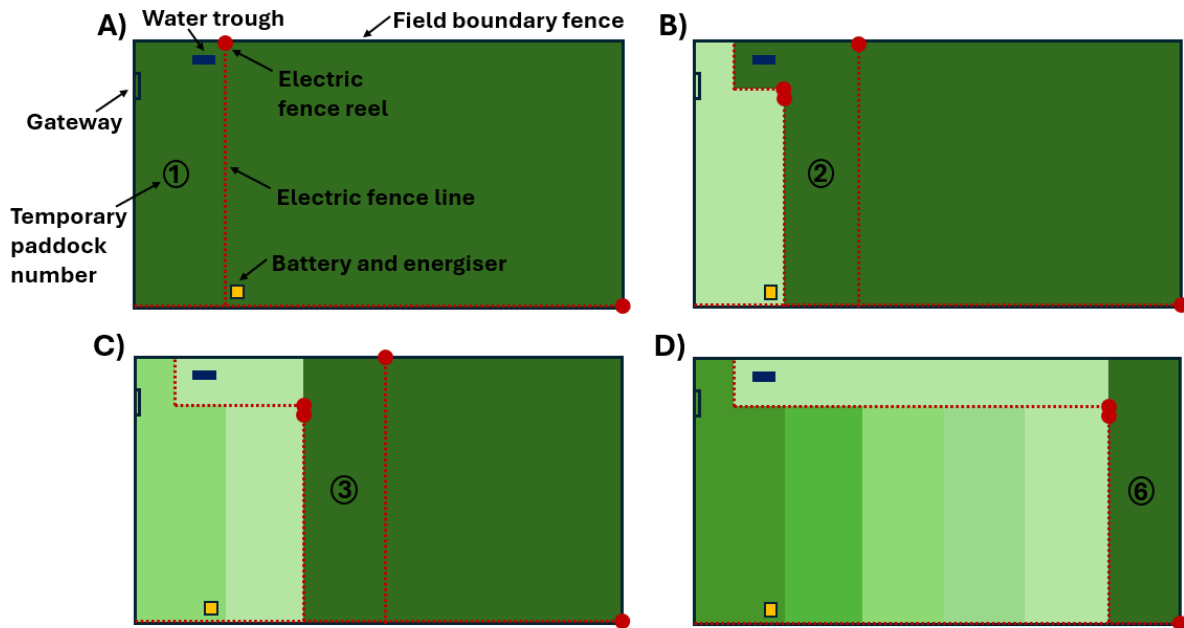 A)
Water trough
Field boundary fence
Electric
fence reel
Gateway
①
Electric fence line
Temporary
paddock
number
Battery and energiser
B)
②
C)
③
D)
⑥